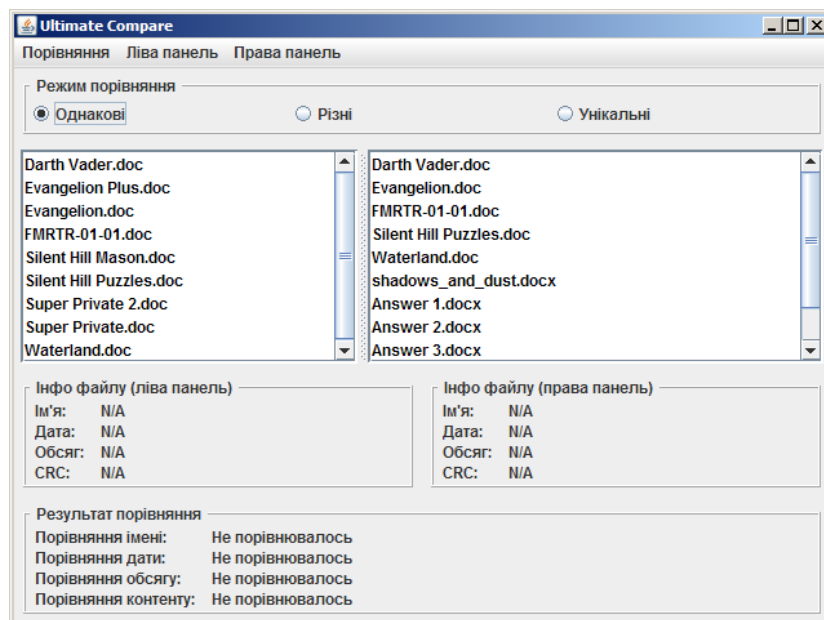 Ultimate Compare
Порівняння Ліва панель Права панель
Режим порівняння
Однакові Різні Унікальні
Darth Vader.doc
Evangelion Plus.doc
Evangelion.doc
FMRTR-01-01.doc
Silent Hill Mason.doc
Silent Hill Puzzles.doc
Super Private 2.doc
Super Private.doc
Waterland.doc
Darth Vader.doc
Evangelion.doc
FMRTR-01-01.doc
Silent Hill Puzzles.doc
Waterland.doc
shadows_and_dust.docx
Answer 1.docx
Answer 2.docx
Answer 3.docx
Інфо файлу (ліва панель)
Ім'я: N/A
Дата: N/A
Обсяг: N/A
CRC: N/A
Інфо файлу (права панель)
Ім'я: N/A
Дата: N/A
Обсяг: N/A
CRC: N/A
Результат порівняння
Порівняння імені: Не порівнювалось
Порівняння дати: Не порівнювалось
Порівняння обсягу: Не порівнювалось
Порівняння контенту: Не порівнювалось